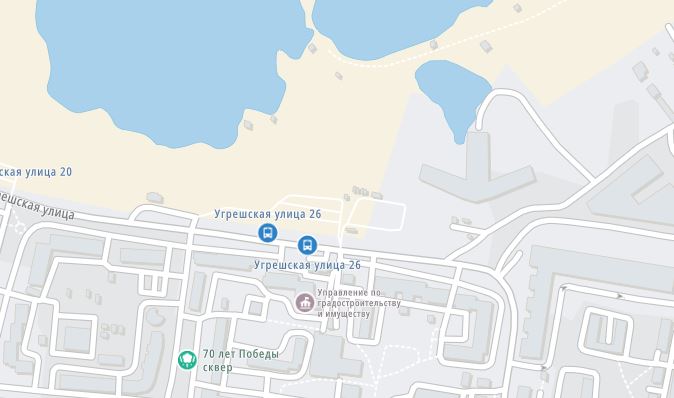 ская улица 20
ешская улица
Угрешская улица 26
Угрешская улица 26
Управление по
градостроительству
и имуществу
70 лет Победы
сквер